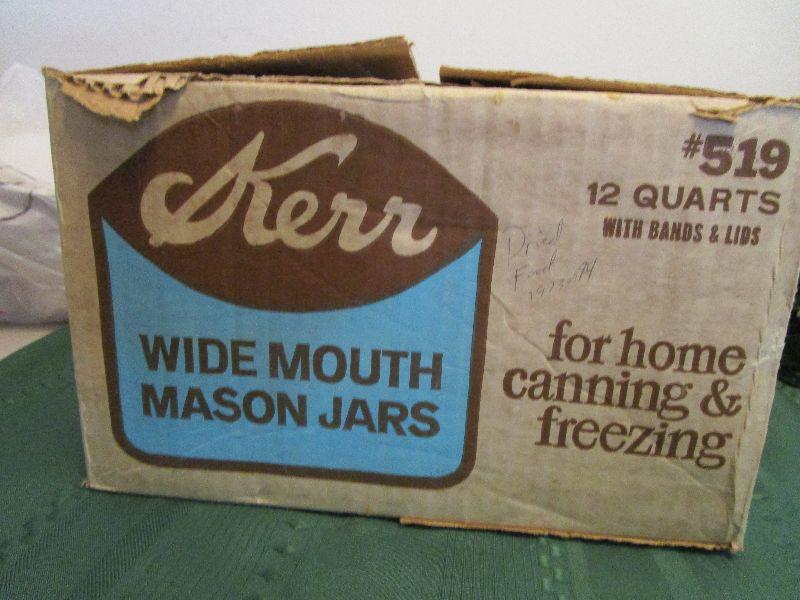 Kerr
WIDE MOUTH
MASON JARS
#519
12 QUARTS
WITH BANDS & LIDS
Dried
Food
for home
canning &
freezing